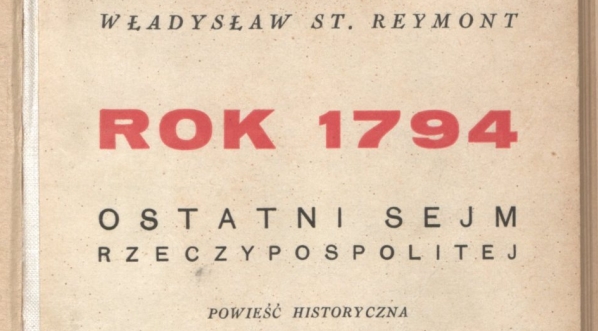 WŁADYSŁAW ST. REYMONT
ROK 1794
OSTATNI SEJM
RZECZYPOSPOLITEJ
POWIEŚĆ HISTORYCZNA